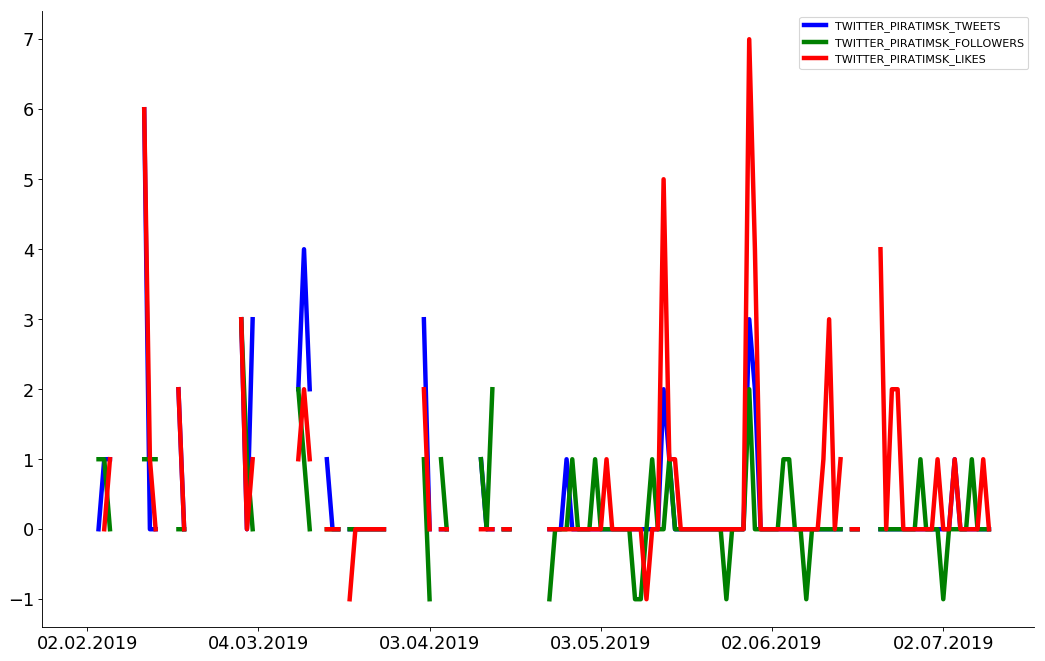 TWITTER_PIRATIMSK_TWEETS
TWITTER_PIRATIMSK_FOLLOWERS
TWITTER_PIRATIMSK_LIKES
7
6
5
4
3
2
1
0
−1
02.02.2019 04.03.2019 03.04.2019 03.05.2019 02.06.2019 02.07.2019